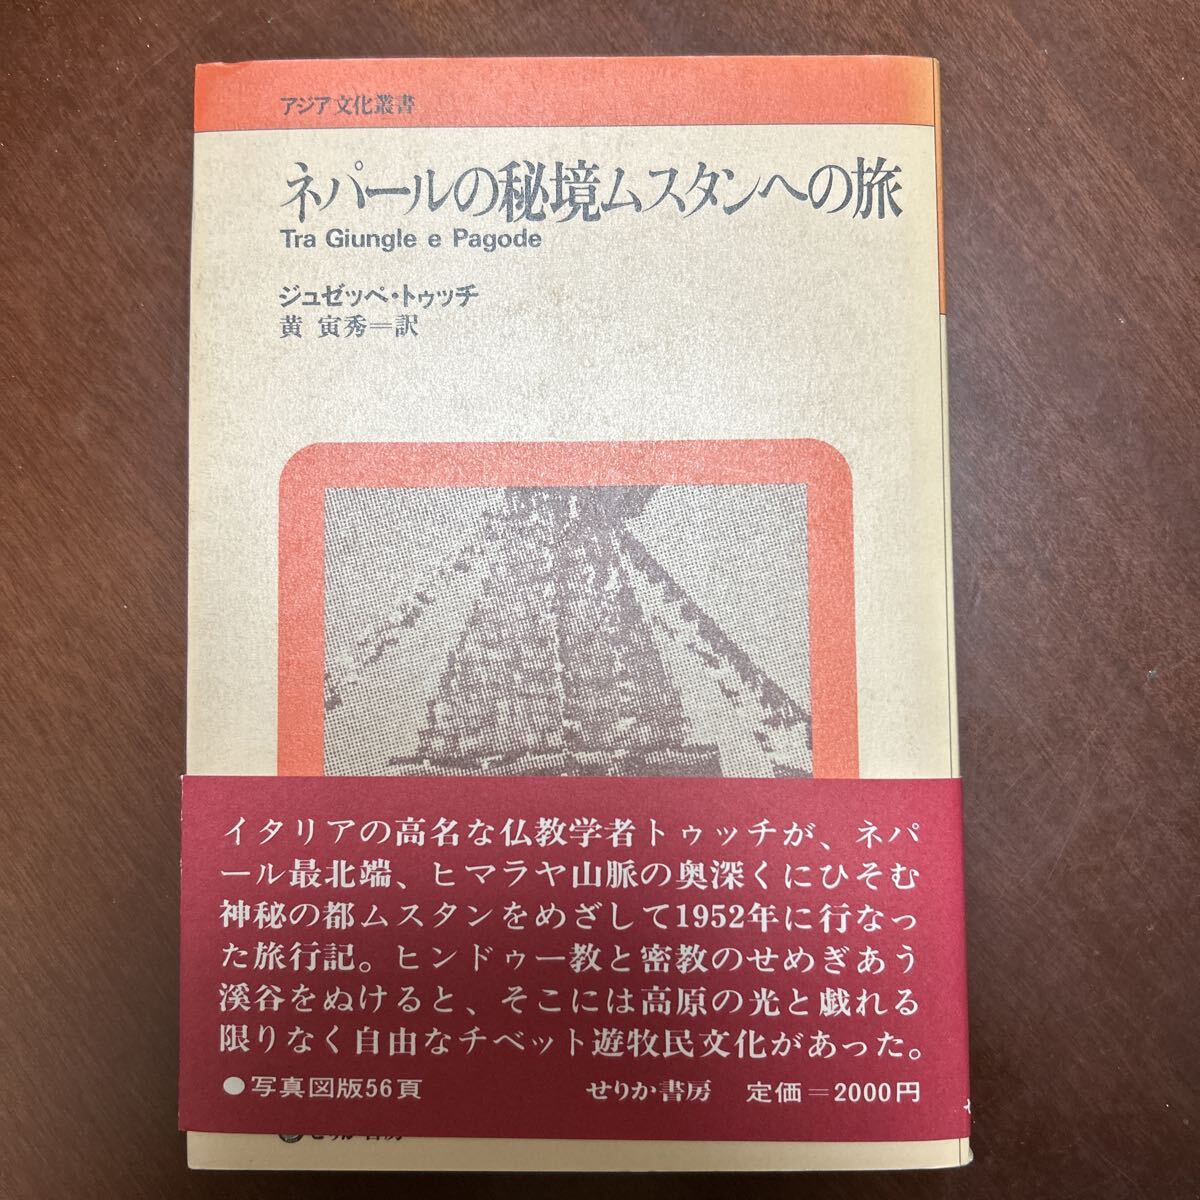 アジア文化叢書
ネパールの秘境ムスタンへの旅
Tra Giungle e Pagode
ジュゼッペ・トゥッチ
黄 寅秀＝訳
イタリアの高名な仏教学者トゥッチが、ネパ
ール最北端、ヒマラヤ山脈の奥深くにひそむ
神秘の都ムスタンをめざして1952年に行なっ
た旅行記。ヒンドゥー教と密教のせめぎあう
渓谷をぬけると、そこには高原の光と戯れる
限りなく自由なチベット遊牧民文化があった。
●写真図版56頁 せりか書房 定価＝2000円